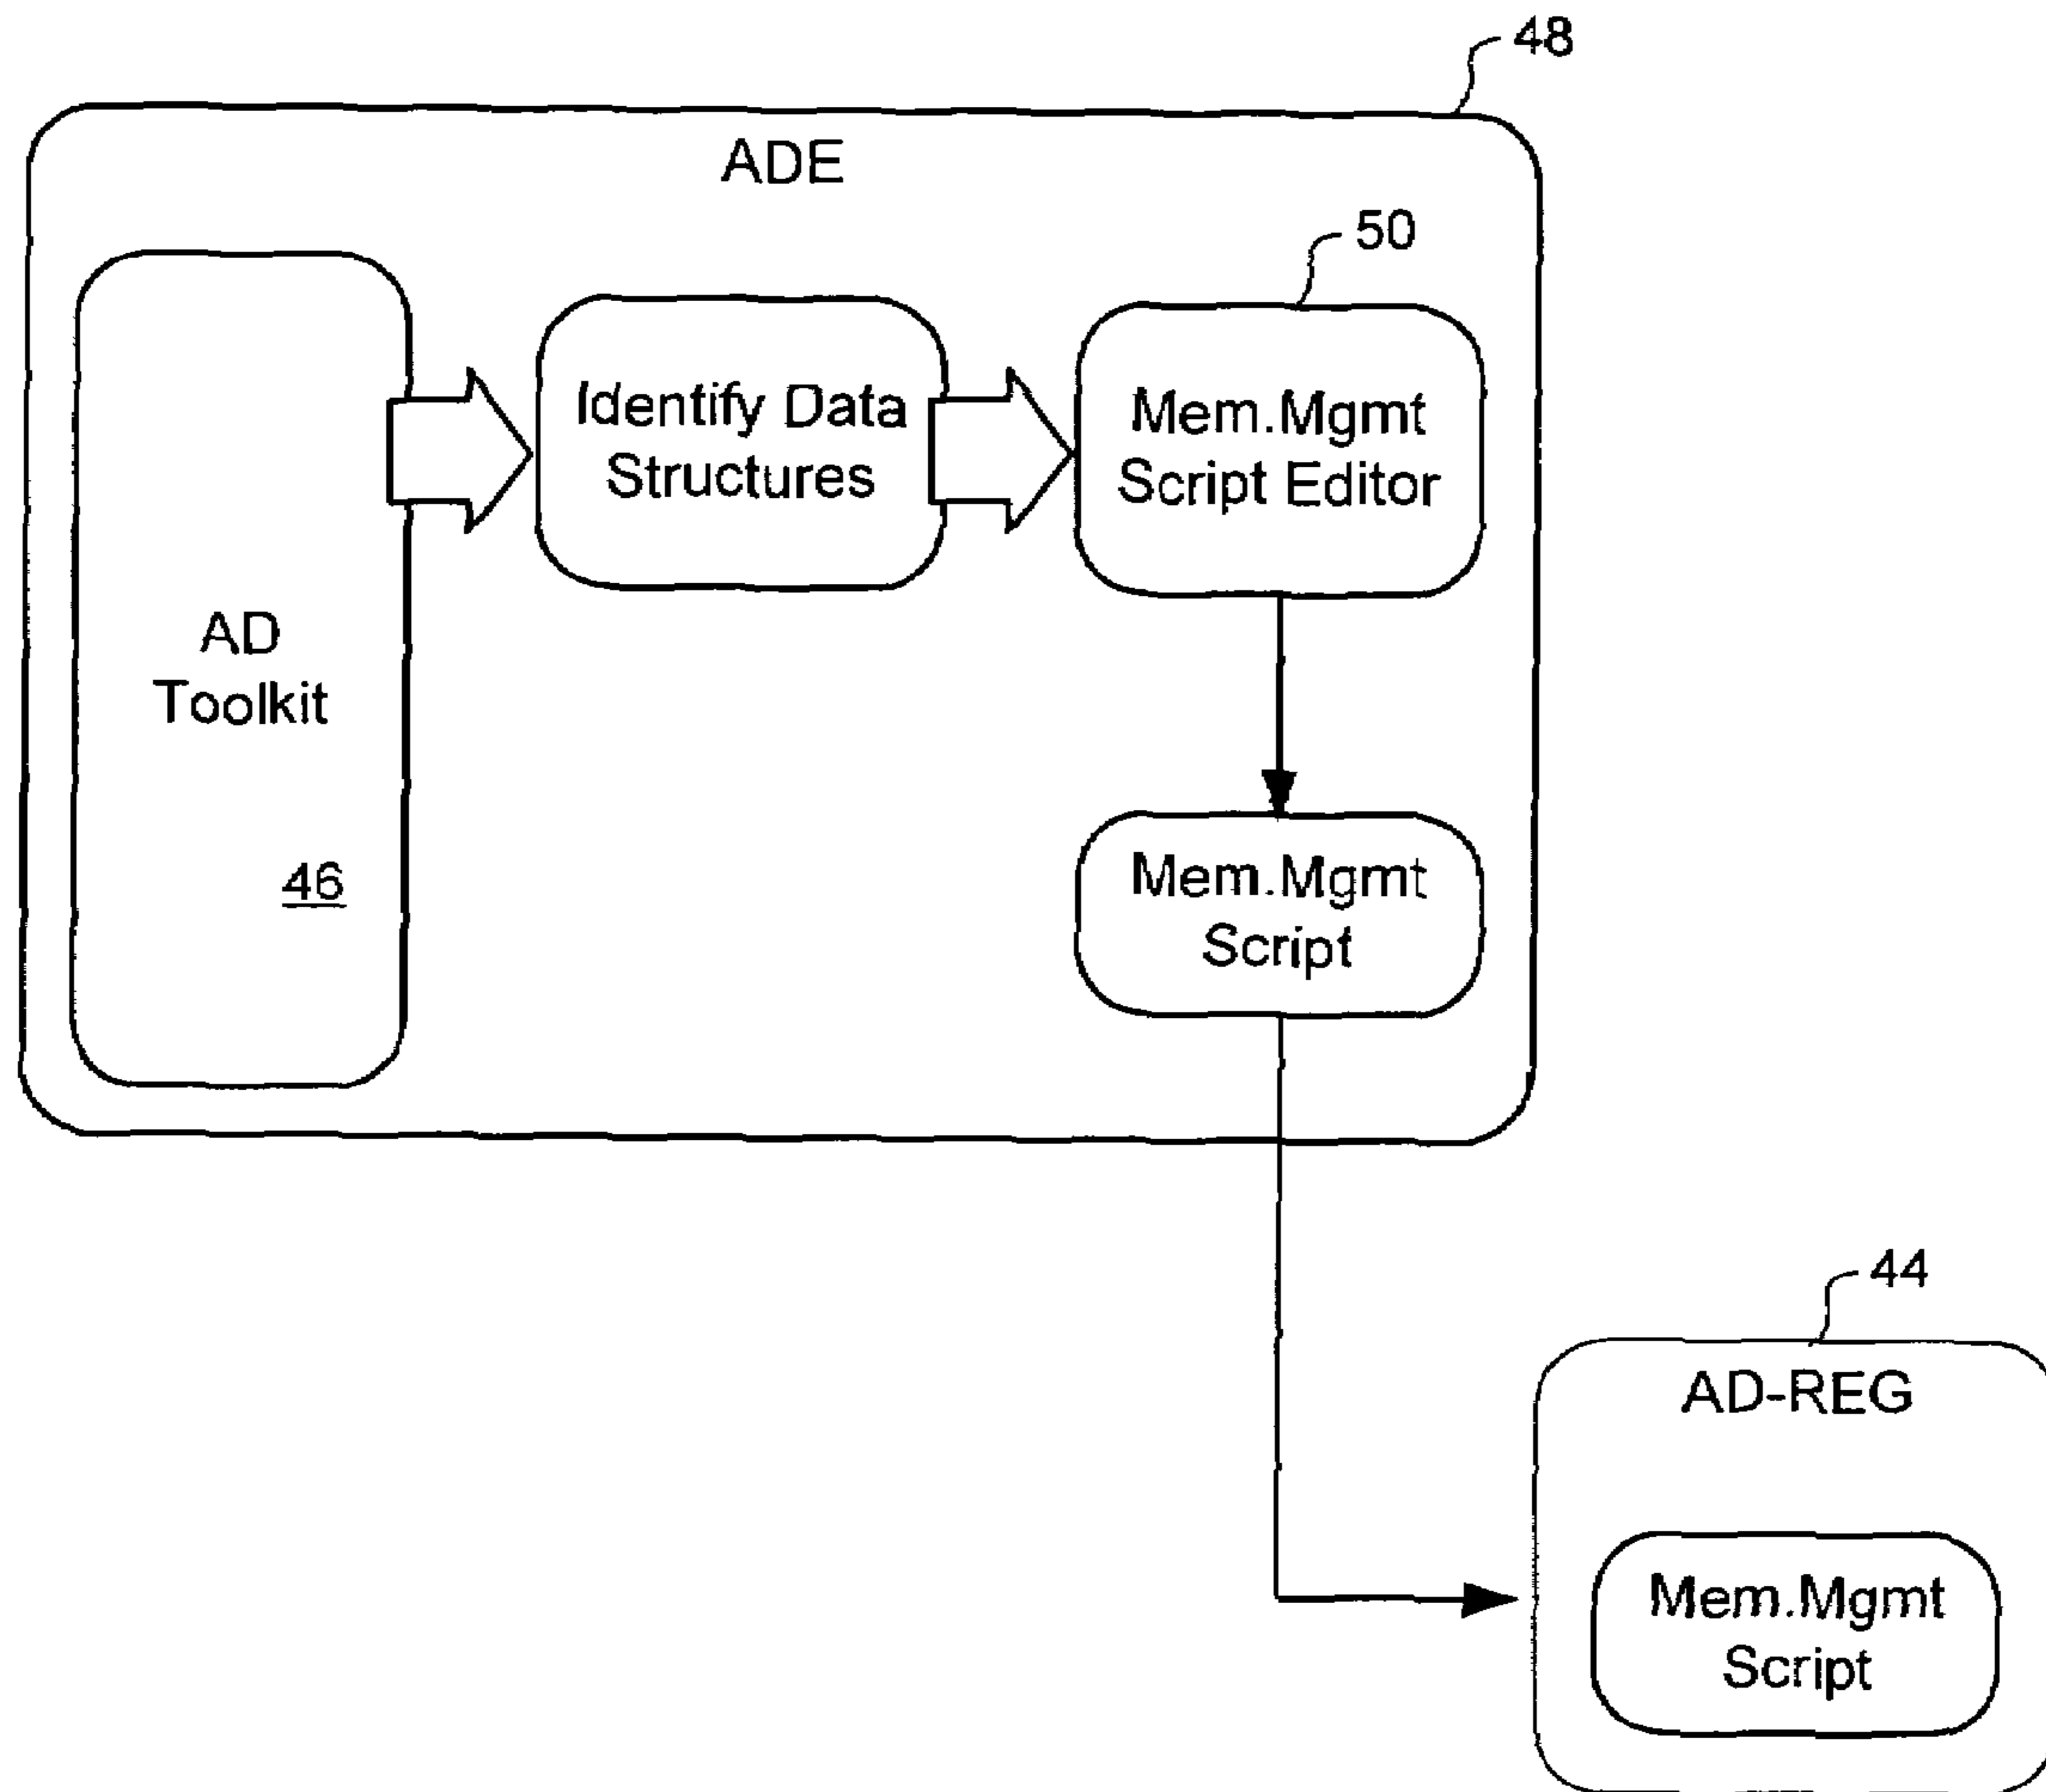 48
ADE
50
Identify Data
Structures
Mem.Mgmt
Script Editor
AD
Toolkit
46
Mem.Mgmt
Script
44
AD-REG
Mem.Mgmt
Script